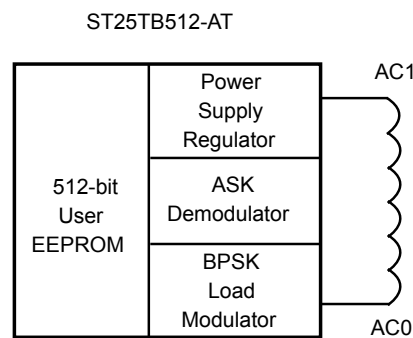 ST25TB512-AT
AC1
Power
Supply
Regulator
512-bit
User
EEPROM
ASK
Demodulator
BPSK
Load
Modulator
AC0